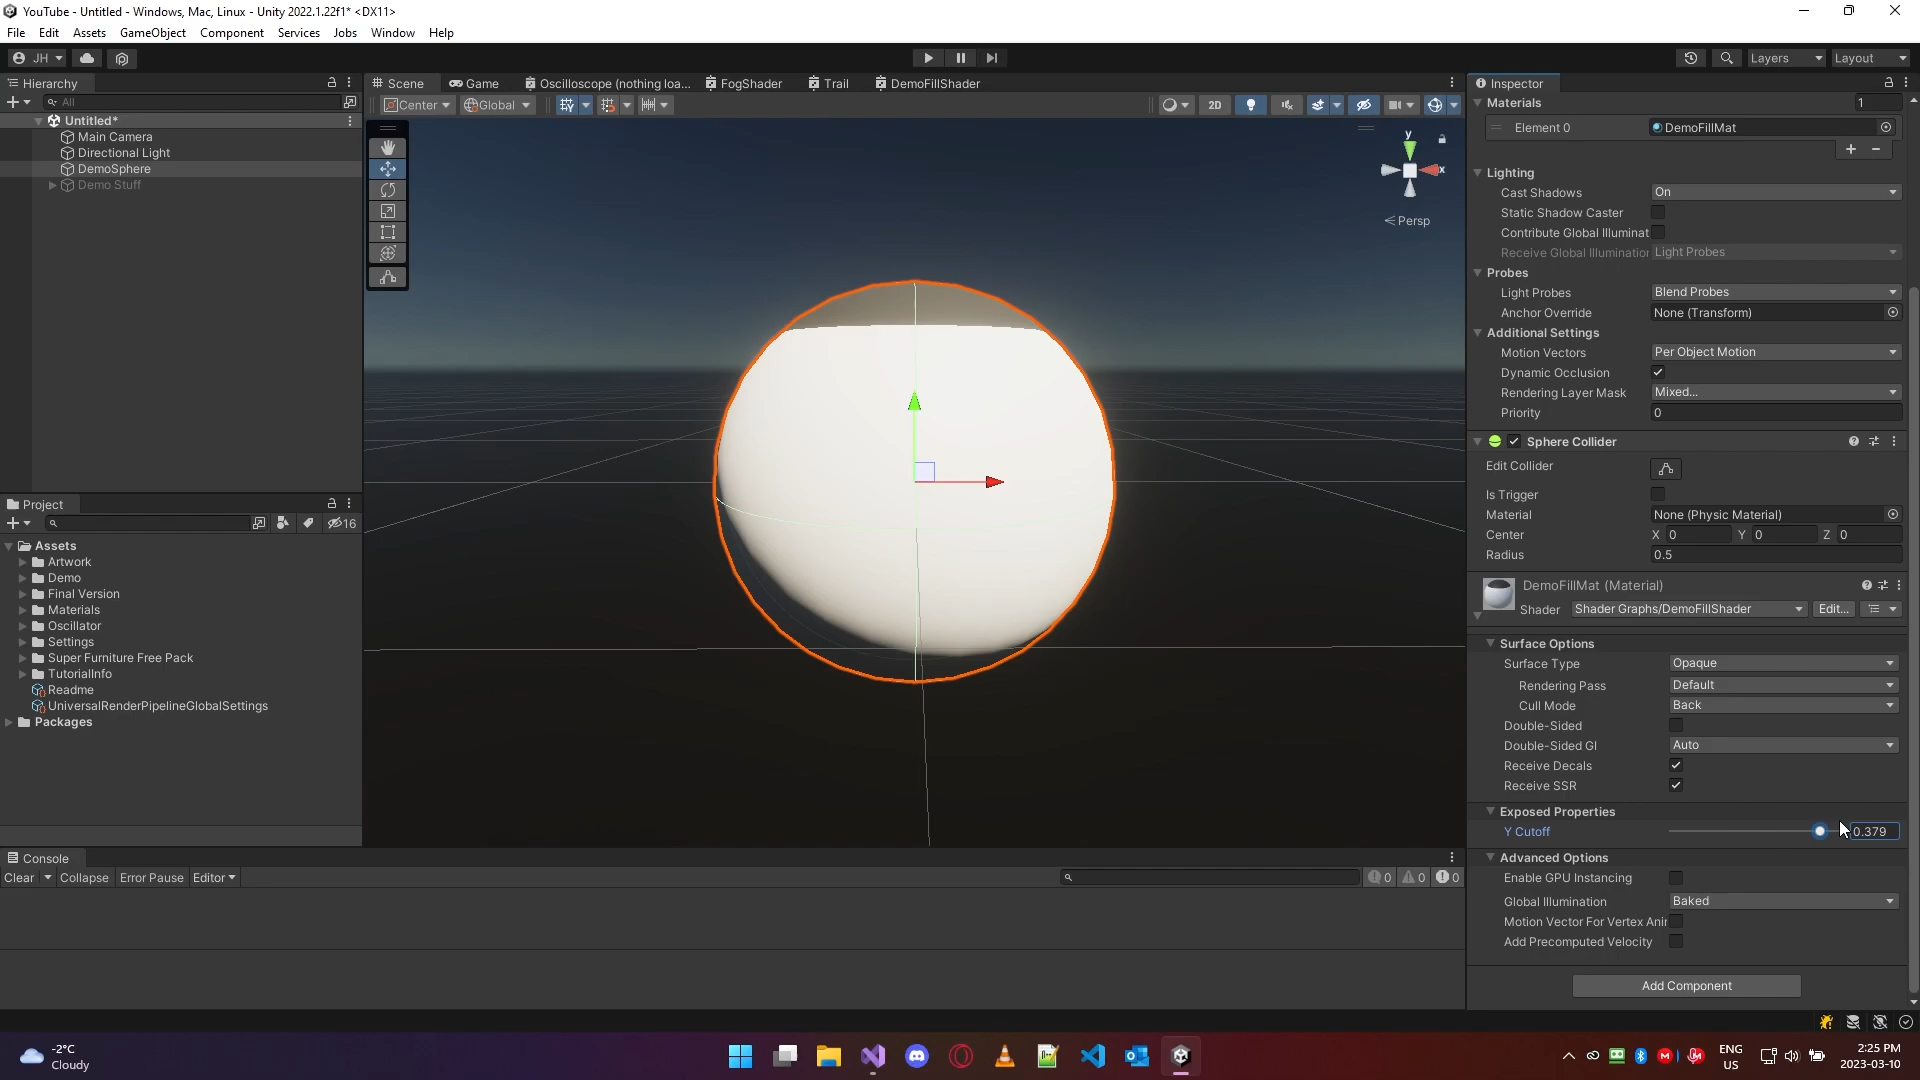 YouTube - Untitled - Windows, Mac, Linux - Unity 2022.1.22f1* <DX11>
File Edit Assets GameObject Component Services Jobs Window Help
JH
Layers Layout
Hierarchy
All
Untitled*
Main Camera
Directional Light
DemoSphere
Demo Stuff
Scene Game Oscilloscope (nothing loa... FogShader Trail DemoFillShader
Center Global
2D
y
x
Persp
Project
16
Assets
Artwork
Demo
Final Version
Materials
Oscillator
Settings
Super Furniture Free Pack
TutorialInfo
Readme
UniversalRenderPipelineGlobalSettings
Packages
Console
Clear Collapse Error Pause Editor
0 0 0
Inspector
Materials 1
Element 0 DemoFillMat
Lighting
Cast Shadows On
Static Shadow Caster
Contribute Global Illuminat
Receive Global Illumination Light Probes
Probes
Light Probes Blend Probes
Anchor Override None (Transform)
Additional Settings
Motion Vectors Per Object Motion
Dynamic Occlusion
Rendering Layer Mask Mixed...
Priority 0
Sphere Collider
Edit Collider
Is Trigger
Material None (Physic Material)
Center X 0 Y 0 Z 0
Radius 0.5
DemoFillMat (Material)
Shader Shader Graphs/DemoFillShader Edit...
Surface Options
Surface Type Opaque
Rendering Pass Default
Cull Mode Back
Double-Sided
Double-Sided GI Auto
Receive Decals
Receive SSR
Exposed Properties
Y Cutoff 0.379
Advanced Options
Enable GPU Instancing
Global Illumination Baked
Motion Vector For Vertex Anir
Add Precomputed Velocity
Add Component
-2°C
Cloudy
ENG
US
2:25 PM
2023-03-10